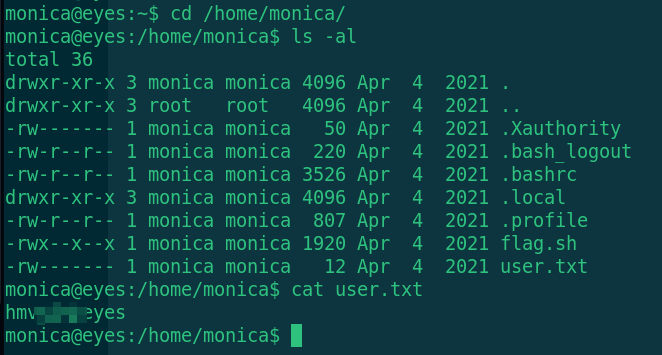 monica@eyes:~$ cd /home/monica/
monica@eyes:/home/monica$ ls -al
total 36
drwxr-xr-x 3 monica monica 4096 Apr  4  2021 .
drwxr-xr-x 3 root   root   4096 Apr  4  2021 ..
-rw------- 1 monica monica   50 Apr  4  2021 .Xauthority
-rw-r--r-- 1 monica monica  220 Apr  4  2021 .bash_logout
-rw-r--r-- 1 monica monica 3526 Apr  4  2021 .bashrc
drwxr-xr-x 3 monica monica 4096 Apr  4  2021 .local
-rw-r--r-- 1 monica monica  807 Apr  4  2021 .profile
-rwx--x--x 1 monica monica 1920 Apr  4  2021 flag.sh
-rw------- 1 monica monica   12 Apr  4  2021 user.txt
monica@eyes:/home/monica$ cat user.txt
hmv eyes
monica@eyes:/home/monica$